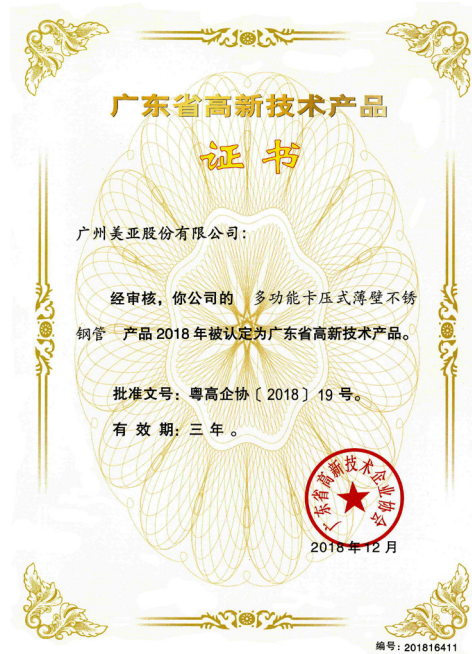 广东省高新技术产品
证书
广州美亚股份有限公司：
经审核，你公司的 多功能卡压式薄壁不锈
钢管 产品2018年被认定为广东省高新技术产品。
批准文号：粤高企协〔2018〕19号。
有效期：三年。
广东省高新技术企业协会
2018年12月
编号：201816411